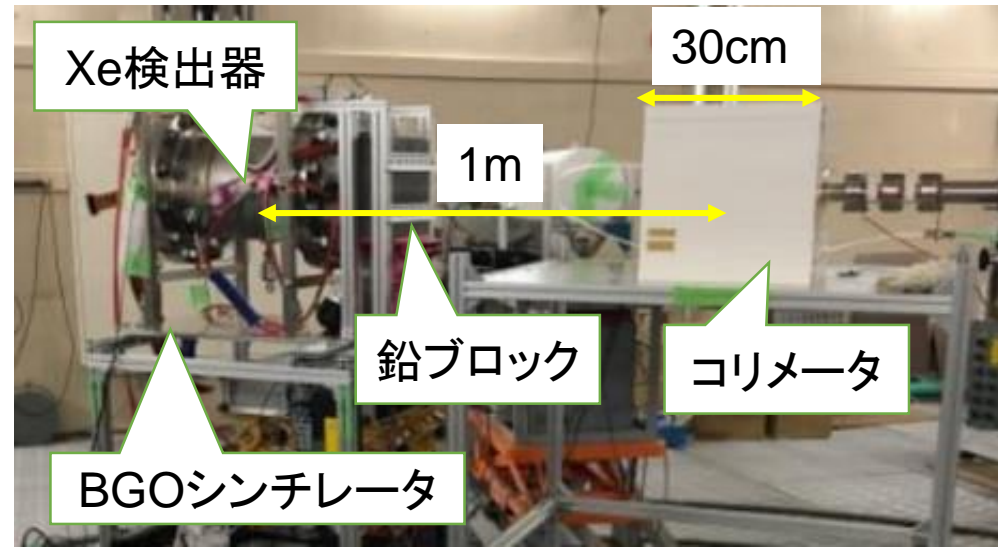 Xe検出器
30cm
1m
鉛ブロック
コリメータ
BGOシンチレータ